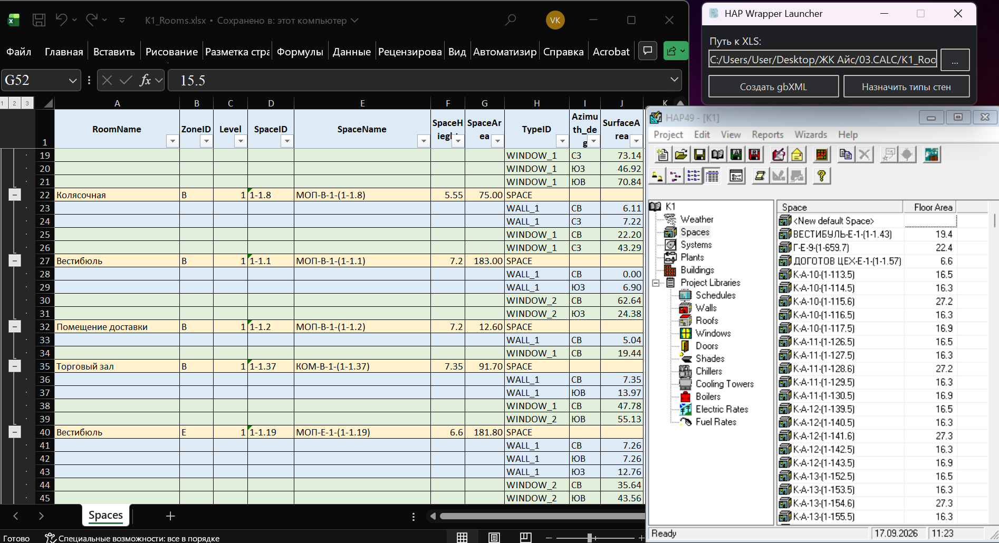 K1_Rooms.xlsx • Сохранено в: этот компьютер
VK
Файл Главная Вставить Рисование Разметка стра Формулы Данные Рецензирова Вид Автоматизир Справка Acrobat
G52 fx 15.5
1 2 3 A B C D E F G H I J K
1 RoomName ZoneID Level SpaceID SpaceName SpaceH SpaceArea TypeID Azimuth_deg SurfaceArea
19 WINDOW_1 СЗ 73.14
20 WINDOW_1 ЮЗ 46.92
21 WINDOW_1 ЮВ 70.84
22 Колясочная В 1 1-1.8 МОП-В-1-(1-1.8) 5.55 75.00 SPACE
23 WALL_1 СВ 6.11
24 WALL_1 СЗ 7.22
25 WINDOW_1 СВ 22.20
26 WINDOW_1 СЗ 43.29
27 Вестибюль В 1 1-1.1 МОП-В-1-(1-1.1) 7.2 183.00 SPACE
28 WALL_1 СВ 0.00
29 WALL_1 ЮЗ 6.90
30 WINDOW_2 СВ 62.64
31 WINDOW_2 ЮЗ 24.38
32 Помещение доставки В 1 1-1.2 МОП-В-1-(1-1.2) 7.2 12.60 SPACE
33 WALL_1 СВ 5.04
34 WINDOW_1 СВ 19.44
35 Торговый зал В 1 1-1.37 КОМ-В-1-(1-1.37) 7.35 91.70 SPACE
36 WALL_1 СВ 7.35
37 WALL_1 ЮВ 13.97
38 WINDOW_1 СВ 47.78
39 WINDOW_2 ЮВ 55.13
40 Вестибюль Е 1 1-1.19 МОП-Е-1-(1-1.19) 6.6 181.80 SPACE
41 WALL_1 СВ 7.26
42 WALL_1 ЮВ 7.26
43 WALL_1 ЮЗ 12.76
44 WINDOW_2 СВ 35.64
45 WINDOW_2 ЮВ 43.56
Spaces
Готово Специальные возможности: все в порядке
HAP Wrapper Launcher
Путь к XLS:
C:/Users/User/Desktop/ЖК Айс/03.CALC/K1_Roo ...
Создать gbXML Назначить типы стен
HAP49 - [K1]
Project Edit View Reports Wizards Help
K1
Weather
Spaces
Systems
Plants
Buildings
Project Libraries
Schedules
Walls
Roofs
Windows
Doors
Shades
Chillers
Cooling Towers
Boilers
Electric Rates
Fuel Rates
Space Floor Area
<New default Space>
ВЕСТИБУЛЬ-Е-1-(1-1.43) 19.4
Г-Е-9-(1-659.7) 22.4
ДОГОТОВ ЦЕХ-Е-1-(1-1.57) 6.6
К-А-10-(1-113.5) 16.5
К-А-10-(1-114.5) 16.3
К-А-10-(1-115.6) 27.2
К-А-10-(1-116.5) 16.3
К-А-10-(1-117.5) 16.9
К-А-11-(1-126.5) 16.5
К-А-11-(1-127.5) 16.3
К-А-11-(1-128.6) 27.2
К-А-11-(1-129.5) 16.3
К-А-11-(1-130.5) 16.9
К-А-12-(1-139.5) 16.5
К-А-12-(1-140.5) 16.3
К-А-12-(1-141.6) 27.3
К-А-12-(1-142.5) 16.3
К-А-12-(1-143.5) 16.9
К-А-13-(1-152.5) 16.5
К-А-13-(1-153.5) 16.3
К-А-13-(1-154.6) 27.3
К-А-13-(1-155.5) 16.3
Ready 17.09.2026 11:23